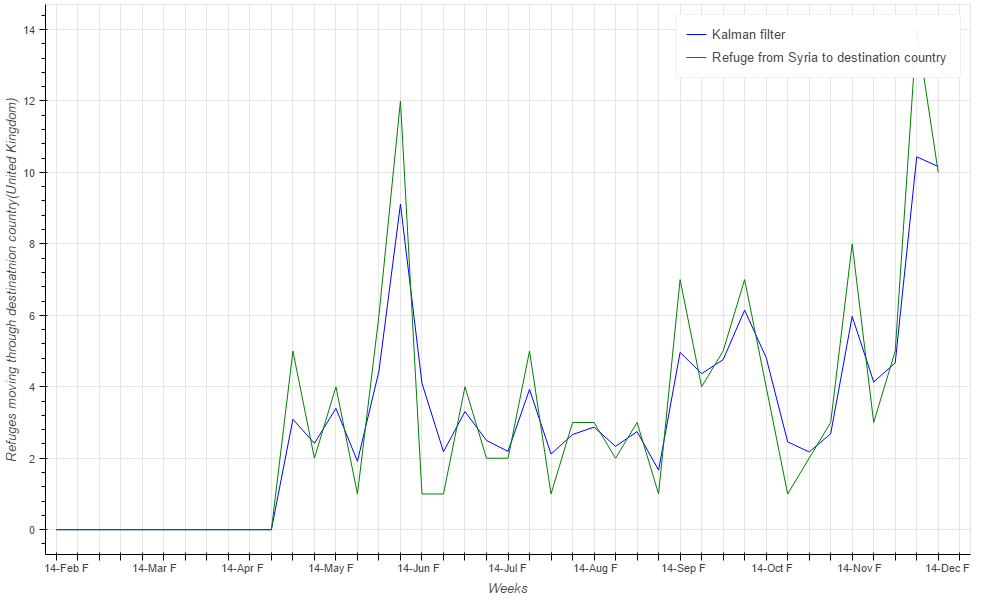 Kalman filter
Refuge from Syria to destination country
Refuges moving through destinatnion country(United Kingdom)
14
12
10
8
6
4
2
0
14-Feb F 14-Mar F 14-Apr F 14-May F 14-Jun F 14-Jul F 14-Aug F 14-Sep F 14-Oct F 14-Nov F 14-Dec F
Weeks